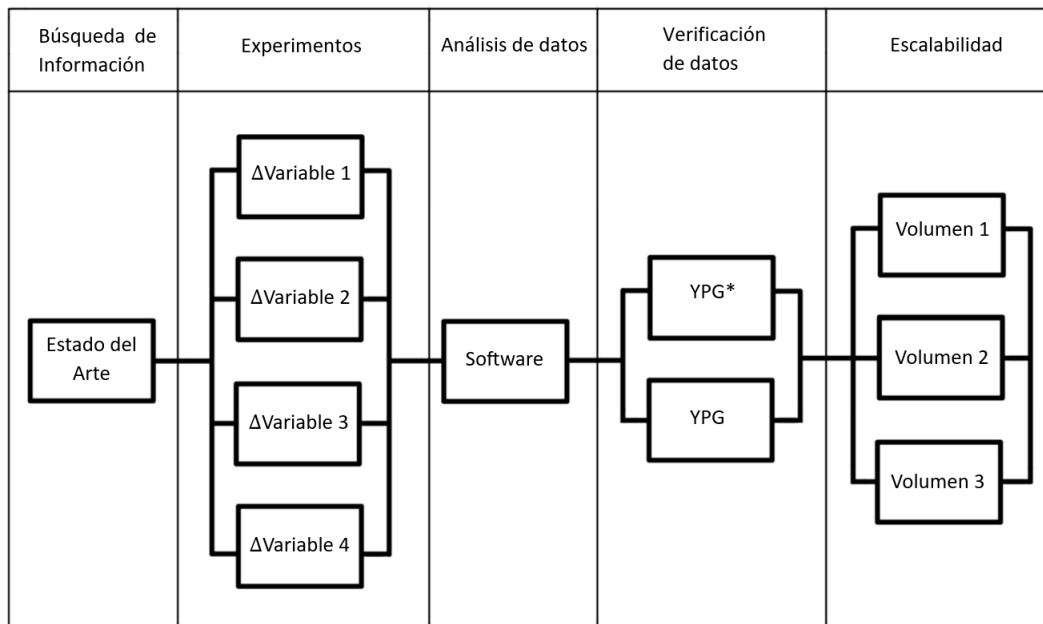 Búsqueda de
Información
Experimentos
Análisis de datos
Verificación
de datos
Escalabilidad
Estado del
Arte
ΔVariable 1
ΔVariable 2
ΔVariable 3
ΔVariable 4
Software
YPG*
YPG
Volumen 1
Volumen 2
Volumen 3